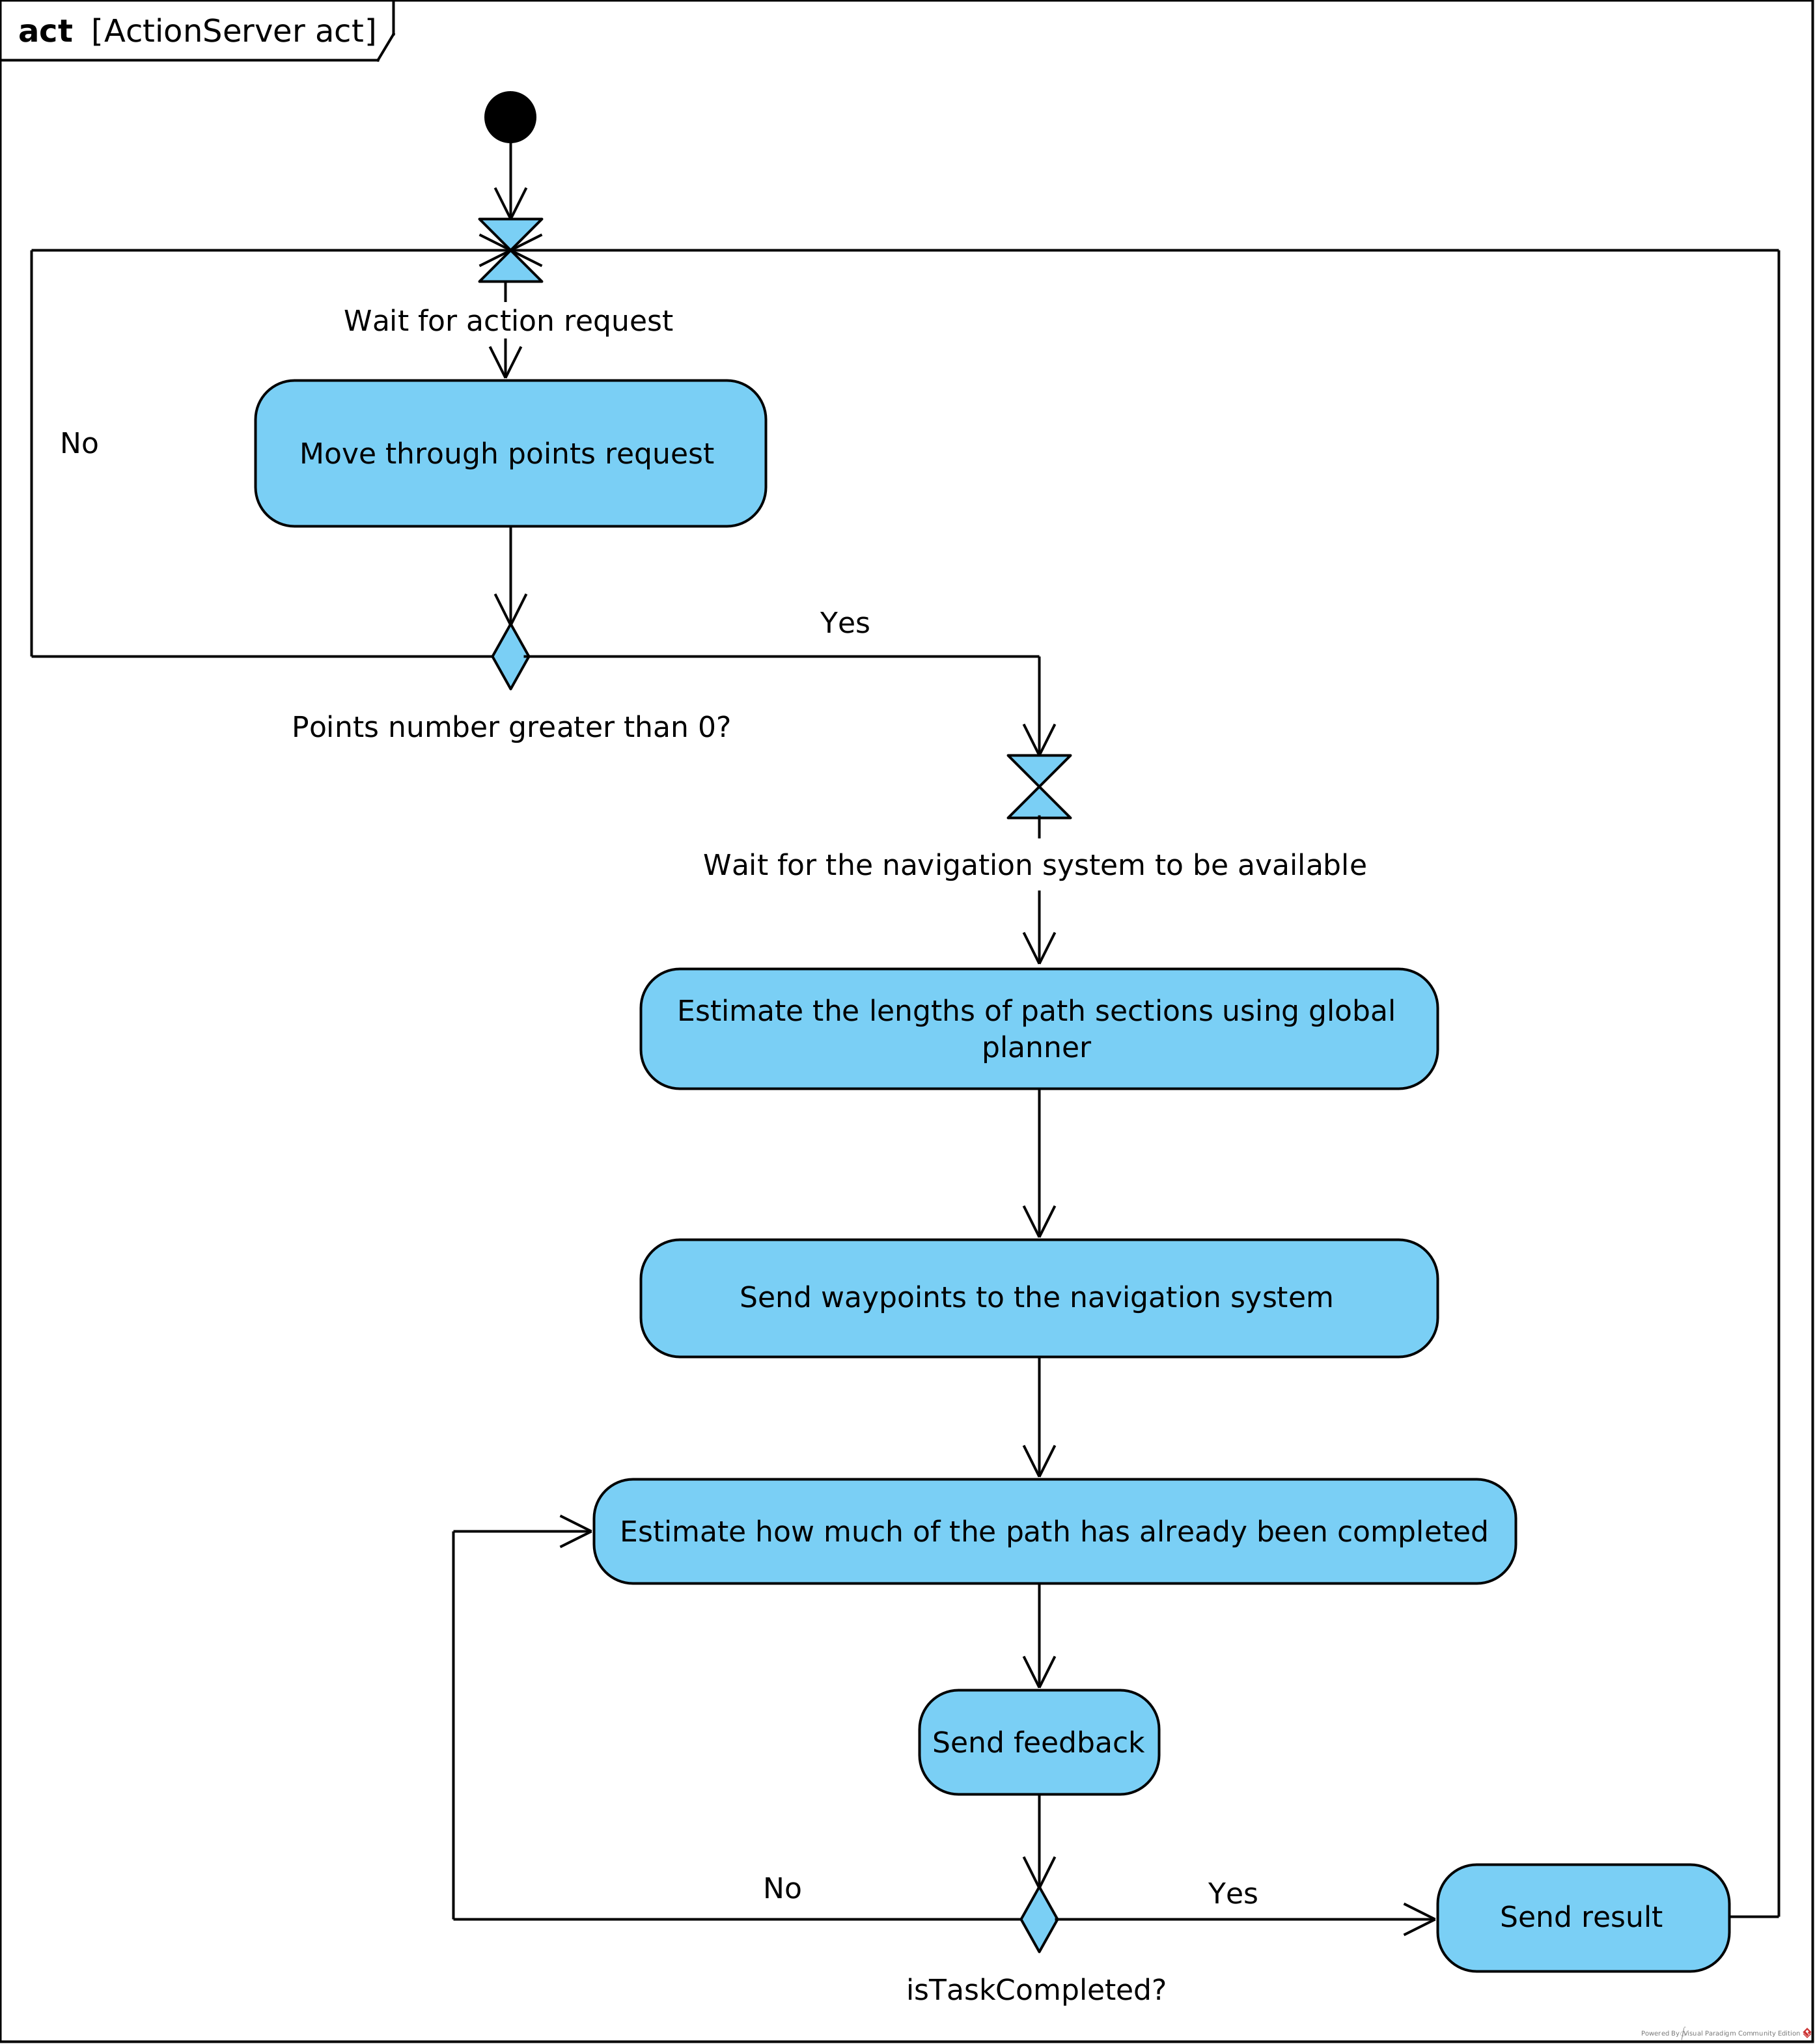 act [ActionServer act]
Wait for action request
Move through points request
No
Yes
Points number greater than 0?
Wait for the navigation system to be available
Estimate the lengths of path sections using global
planner
Send waypoints to the navigation system
Estimate how much of the path has already been completed
Send feedback
No
Yes
Send result
isTaskCompleted?
Powered By Visual Paradigm Community Edition